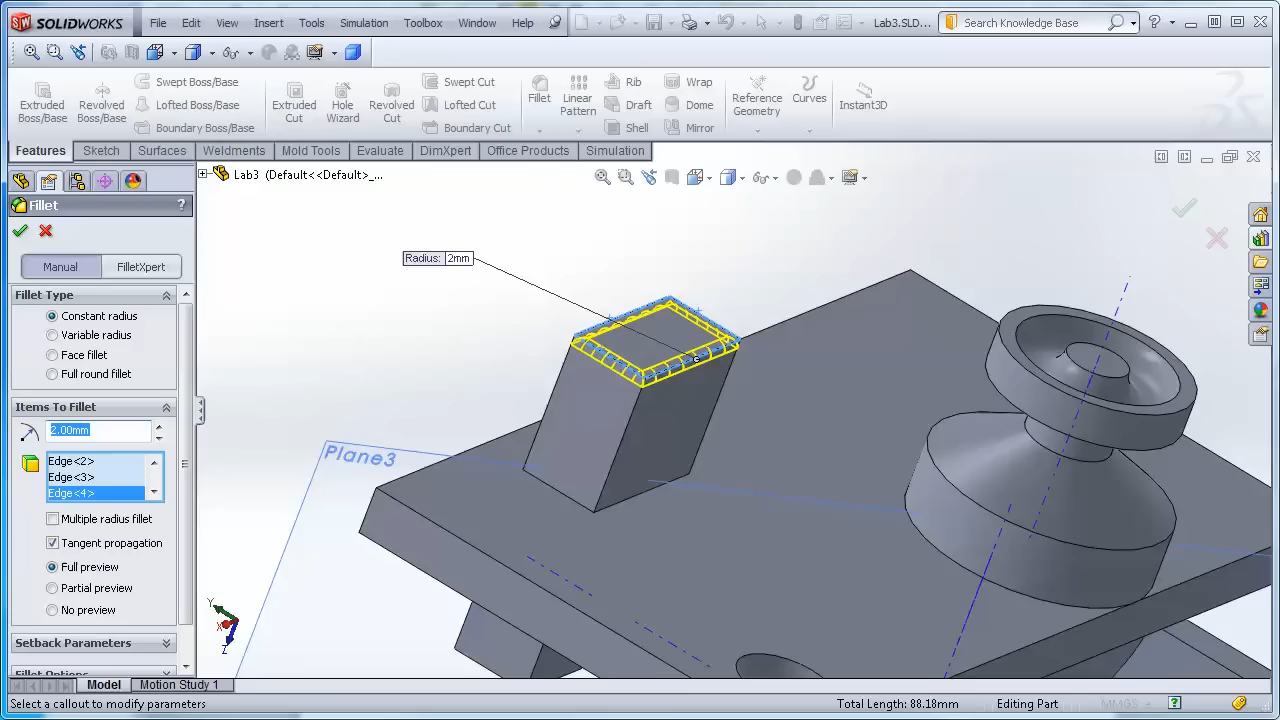 SOLIDWORKS File Edit View Insert Tools Simulation Toolbox Window Help Lab3.SLD... Search Knowledge Base ?
Extruded Boss/Base
Revolved Boss/Base
Swept Boss/Base
Lofted Boss/Base
Boundary Boss/Base
Extruded Cut
Hole Wizard
Revolved Cut
Swept Cut
Lofted Cut
Boundary Cut
Fillet
Linear Pattern
Rib
Draft
Shell
Wrap
Dome
Mirror
Reference Geometry
Curves
Instant3D
Features Sketch Surfaces Weldments Mold Tools Evaluate DimXpert Office Products Simulation
Lab3 (Default<<Default>_...
Fillet ?
Manual FilletXpert
Fillet Type
Constant radius
Variable radius
Face fillet
Full round fillet
Items To Fillet
2.00mm
Edge<2>
Edge<3>
Edge<4>
Multiple radius fillet
Tangent propagation
Full preview
Partial preview
No preview
Setback Parameters
Fillet Options
Radius: 2mm
Plane3
Y
X
Z
Model Motion Study 1
Select a callout to modify parameters Total Length: 88.18mm Editing Part MMGS ?